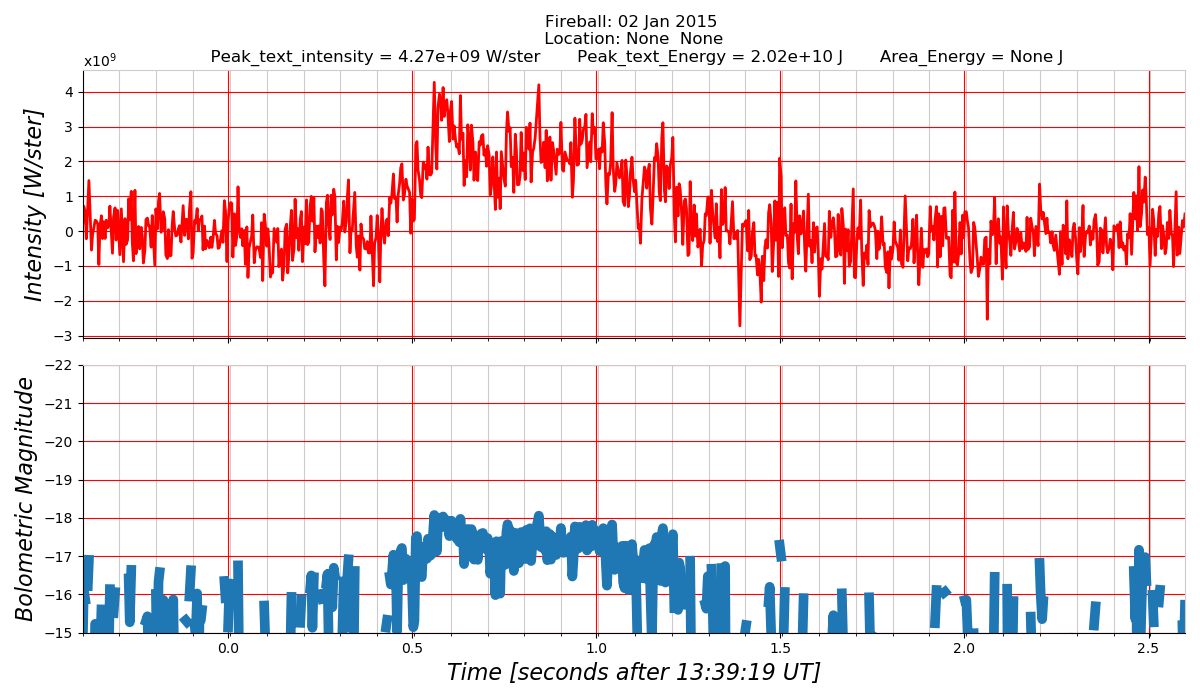 Fireball: 02 Jan 2015
Location: None  None
Peak_text_intensity = 4.27e+09 W/ster       Peak_text_Energy = 2.02e+10 J       Area_Energy = None J
x10⁹
Intensity [W/ster]
4
3
2
1
0
−1
−2
−3
Bolometric Magnitude
−22
−21
−20
−19
−18
−17
−16
−15
0.0 0.5 1.0 1.5 2.0 2.5
Time [seconds after 13:39:19 UT]